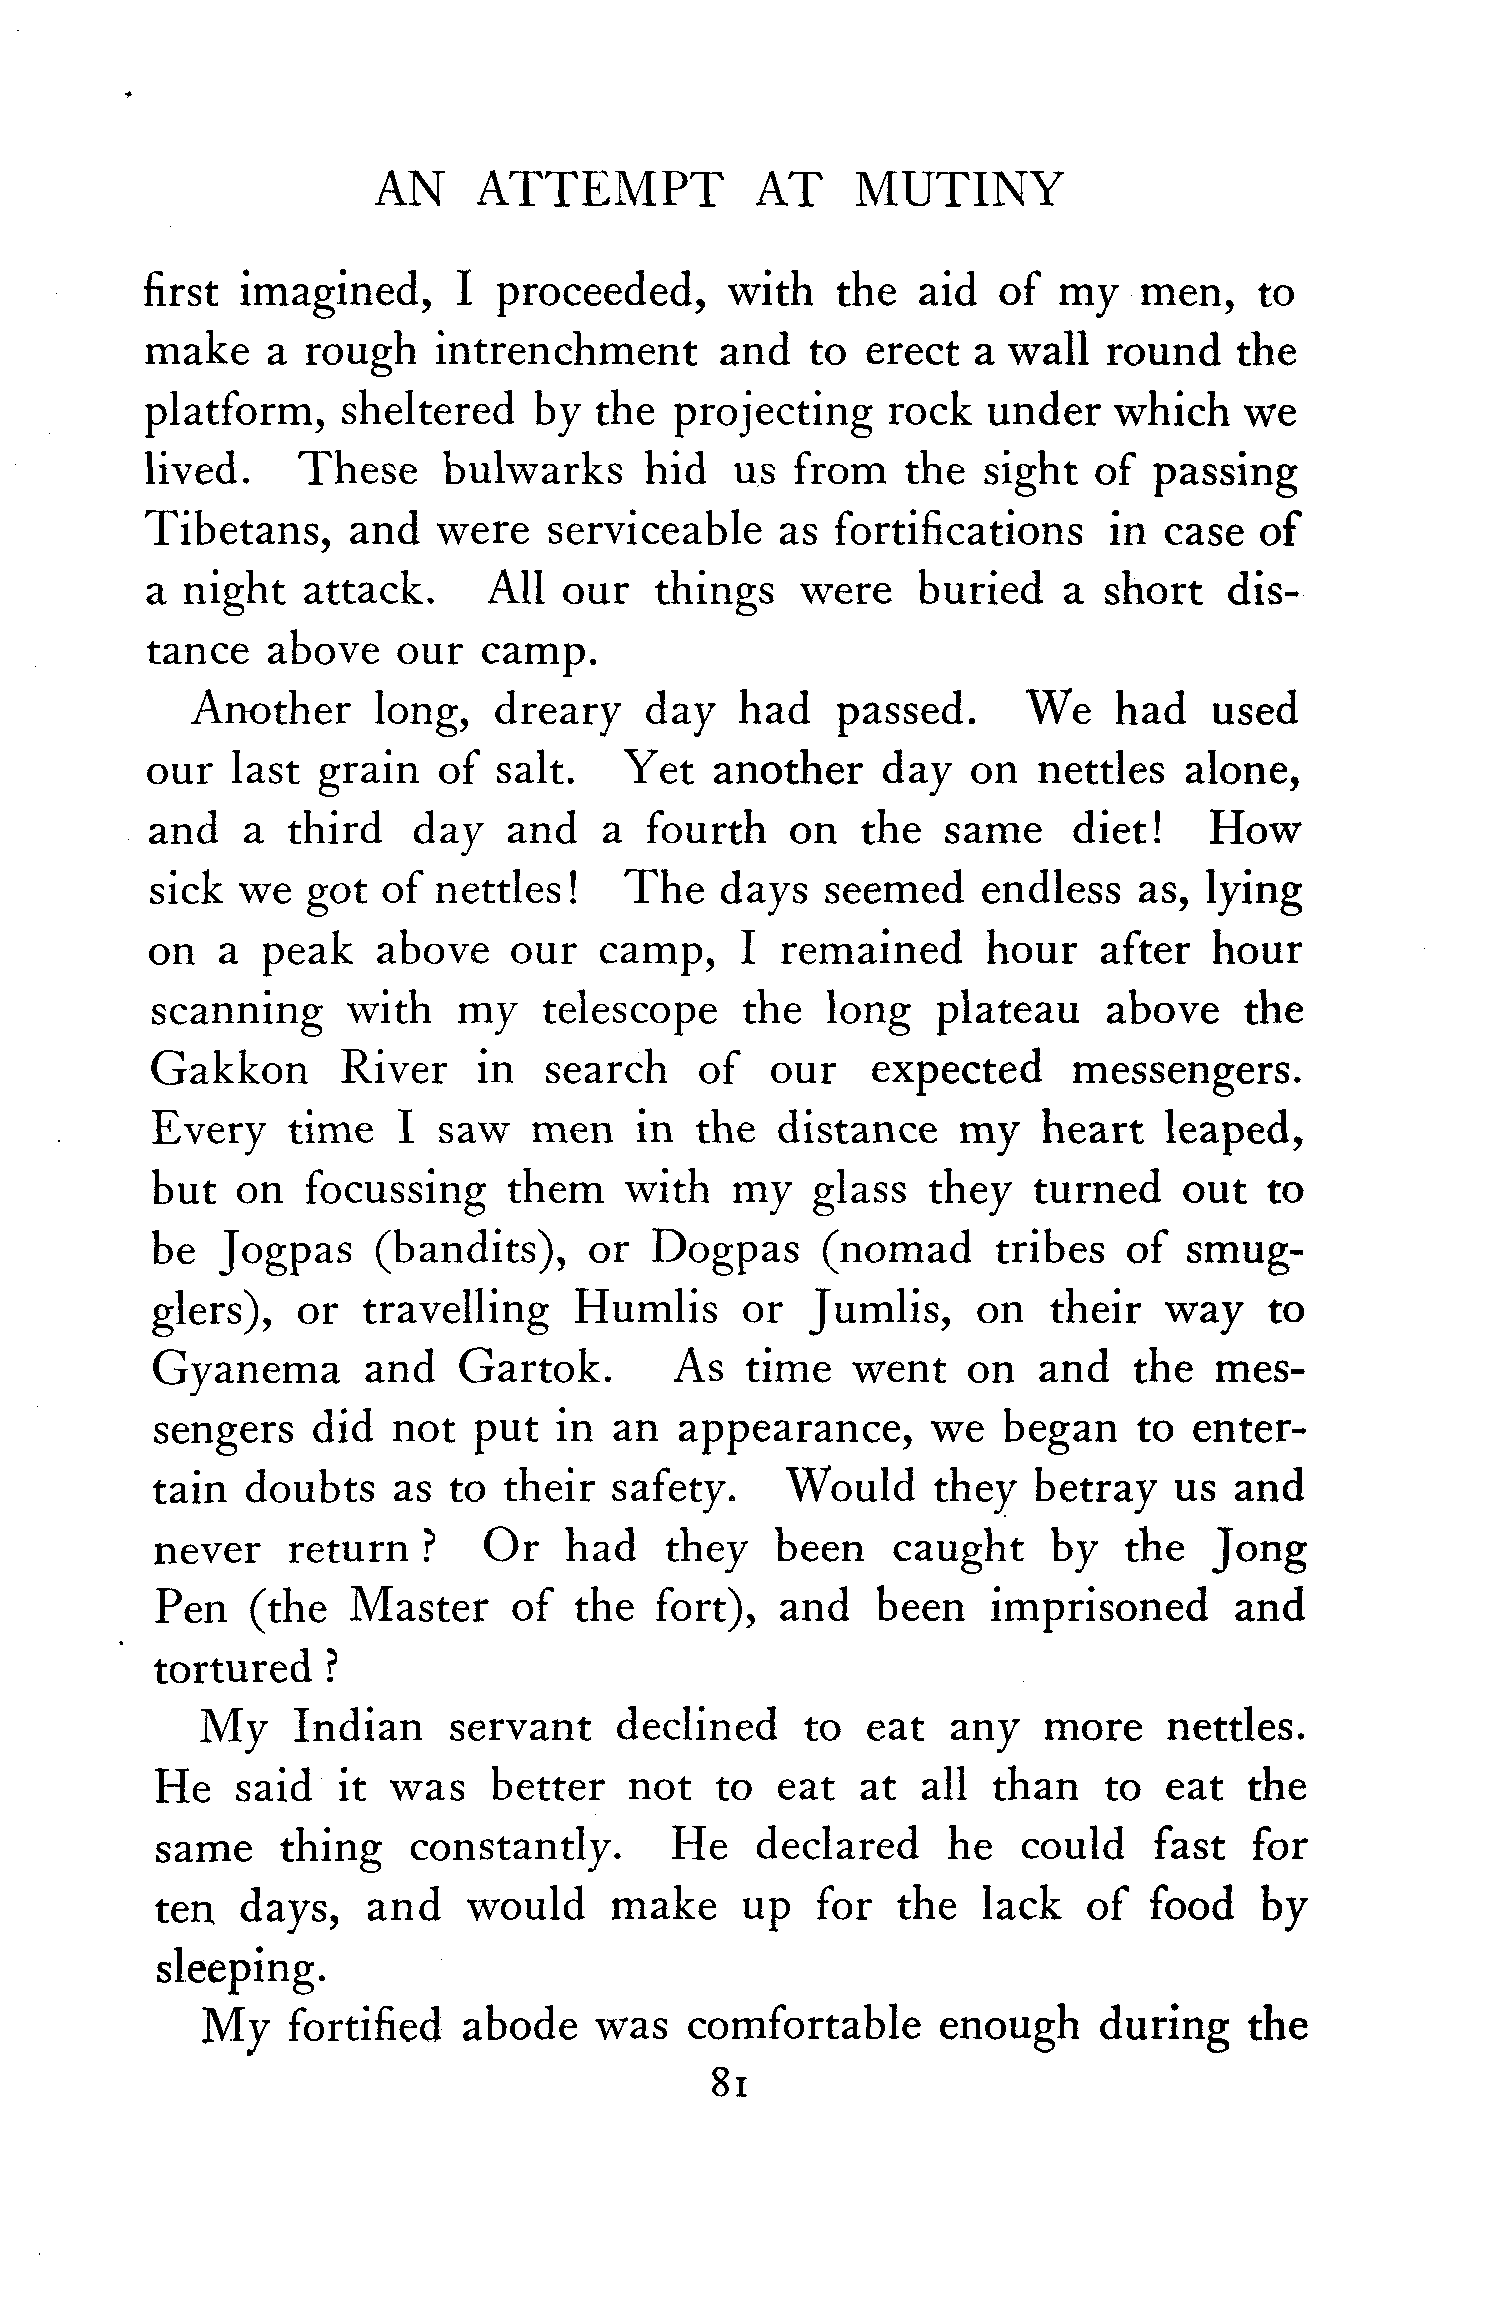 AN ATTEMPT AT MUTINY
first imagined, I proceeded, with the aid of my men, to
make a rough intrenchment and to erect a wall round the
platform, sheltered by the projecting rock under which we
lived. These bulwarks hid us from the sight of passing
Tibetans, and were serviceable as fortifications in case of
a night attack. All our things were buried a short dis-
tance above our camp.
Another long, dreary day had passed. We had used
our last grain of salt. Yet another day on nettles alone,
and a third day and a fourth on the same diet! How
sick we got of nettles! The days seemed endless as, lying
on a peak above our camp, I remained hour after hour
scanning with my telescope the long plateau above the
Gakkon River in search of our expected messengers.
Every time I saw men in the distance my heart leaped,
but on focussing them with my glass they turned out to
be Jogpas (bandits), or Dogpas (nomad tribes of smug-
glers), or travelling Humlis or Jumlis, on their way to
Gyanema and Gartok. As time went on and the mes-
sengers did not put in an appearance, we began to enter-
tain doubts as to their safety. Would they betray us and
never return ? Or had they been caught by the Jong
Pen (the Master of the fort), and been imprisoned and
tortured ?
My Indian servant declined to eat any more nettles.
He said it was better not to eat at all than to eat the
same thing constantly. He declared he could fast for
ten days, and would make up for the lack of food by
sleeping.
My fortified abode was comfortable enough during the
81